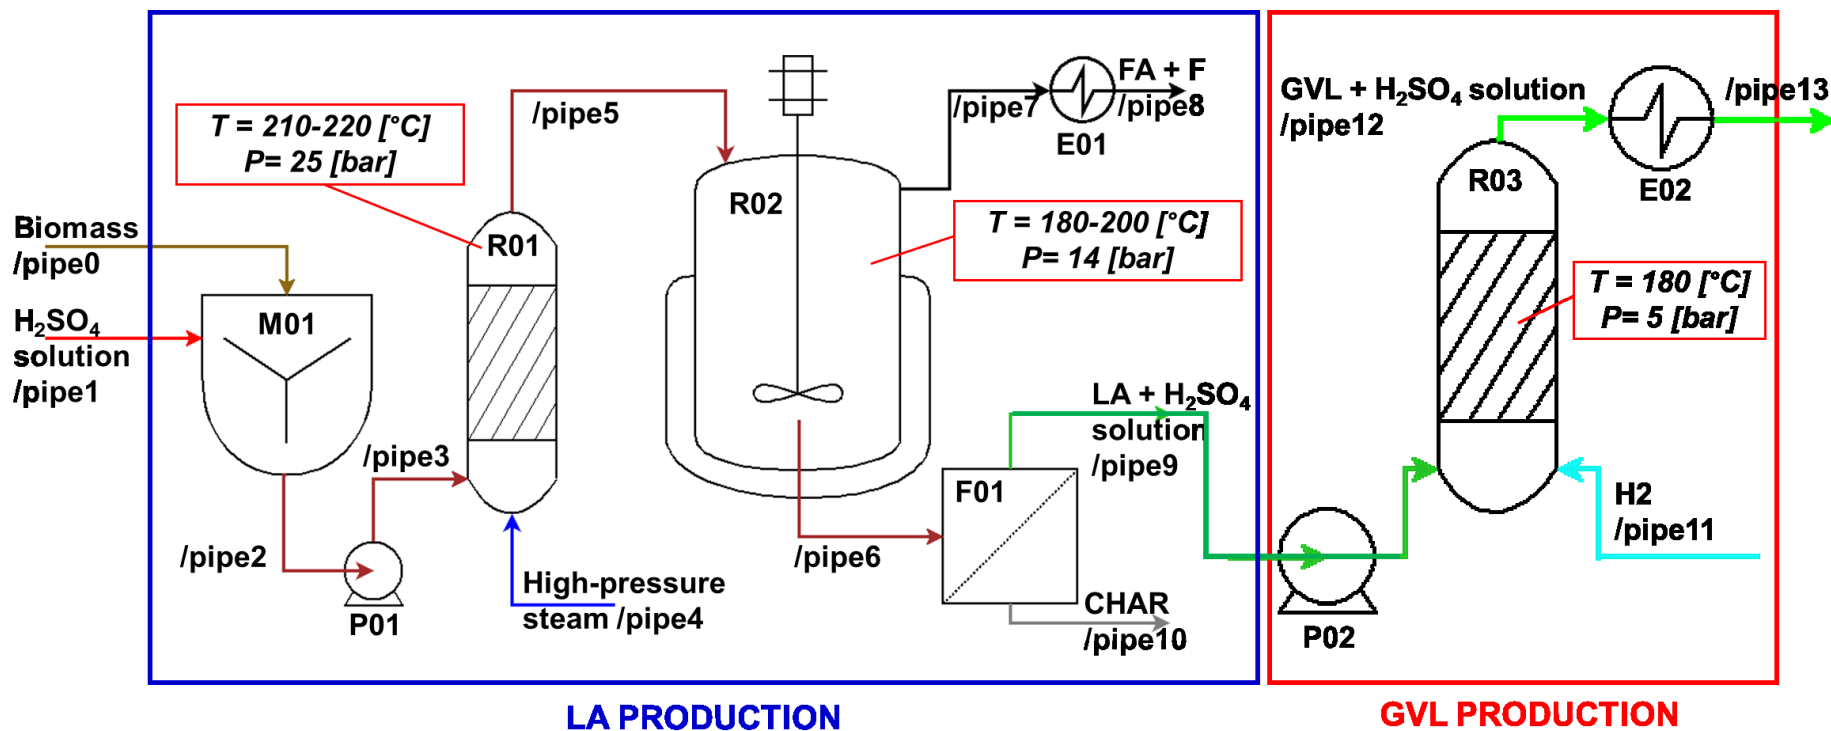 Biomass
/pipe0
H₂SO₄
solution
/pipe1
M01
/pipe2
P01
/pipe3
T = 210-220 [°C]
P= 25 [bar]
R01
High-pressure
steam /pipe4
/pipe5
R02
T = 180-200 [°C]
P= 14 [bar]
/pipe6
/pipe7
E01
FA + F
/pipe8
F01
LA + H₂SO₄
solution
/pipe9
CHAR
/pipe10
LA PRODUCTION
GVL + H₂SO₄ solution
/pipe12
R03
E02
/pipe13
T = 180 [°C]
P= 5 [bar]
H2
/pipe11
P02
GVL PRODUCTION